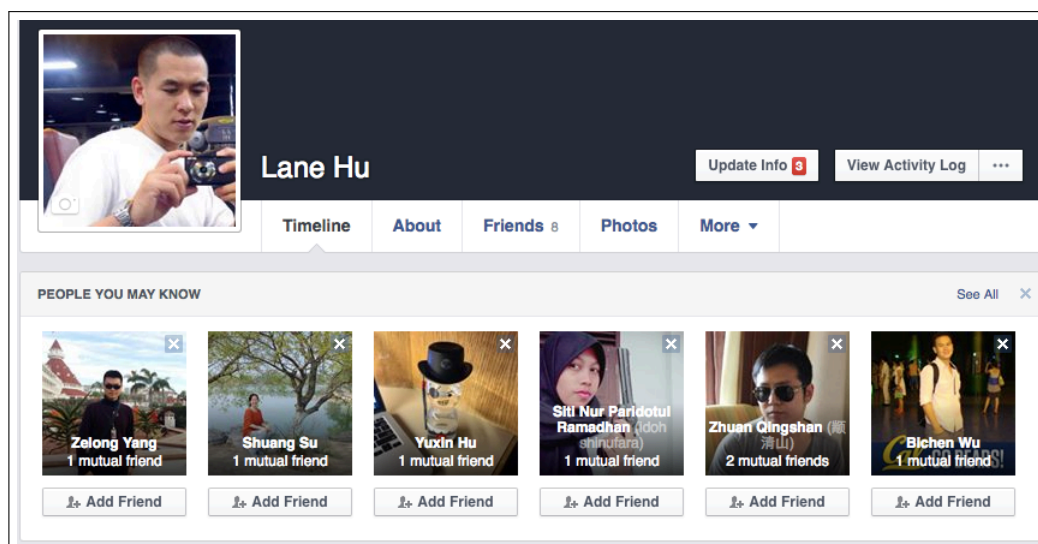 Lane Hu
Update Info 3
View Activity Log ...
Timeline
About
Friends 8
Photos
More
PEOPLE YOU MAY KNOW
See All
Zelong Yang
1 mutual friend
Add Friend
Shuang Su
1 mutual friend
Add Friend
Yuxin Hu
1 mutual friend
Add Friend
Siti Nur Paridotul
Ramadhan (idoh
shinufara)
1 mutual friend
Add Friend
Zhuan Qingshan (顺
清山)
2 mutual friends
Add Friend
Bichen Wu
1 mutual friend
Cal GO BEARS!
Add Friend